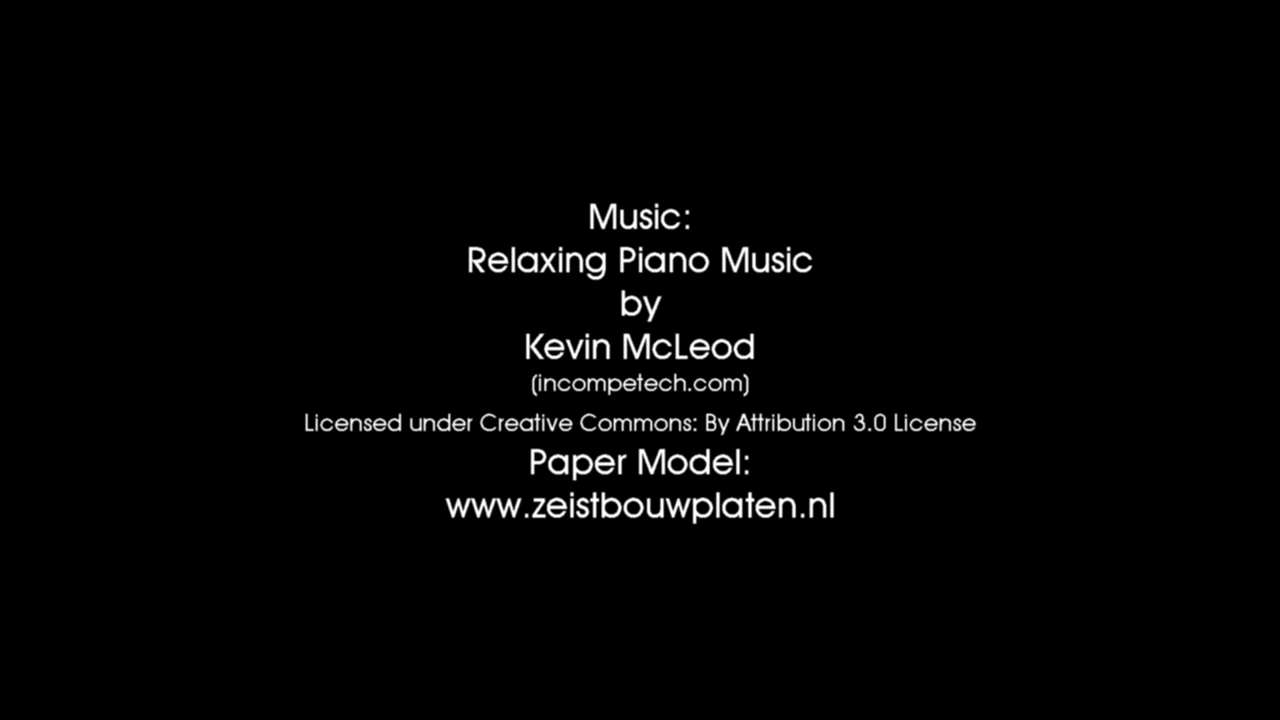 Music:
Relaxing Piano Music
by
Kevin McLeod
(incompetech.com)
Licensed under Creative Commons: By Attribution 3.0 License
Paper Model:
www.zeistbouwplaten.nl